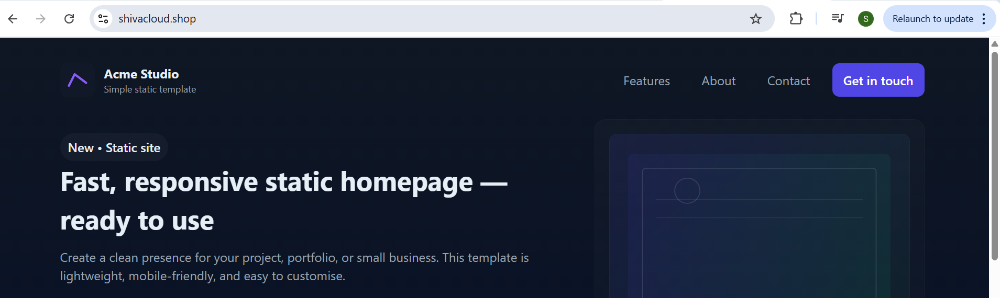 shivacloud.shop
S
Relaunch to update
Acme Studio
Simple static template
Features
About
Contact
Get in touch
New • Static site
Fast, responsive static homepage —
ready to use
Create a clean presence for your project, portfolio, or small business. This template is
lightweight, mobile-friendly, and easy to customise.